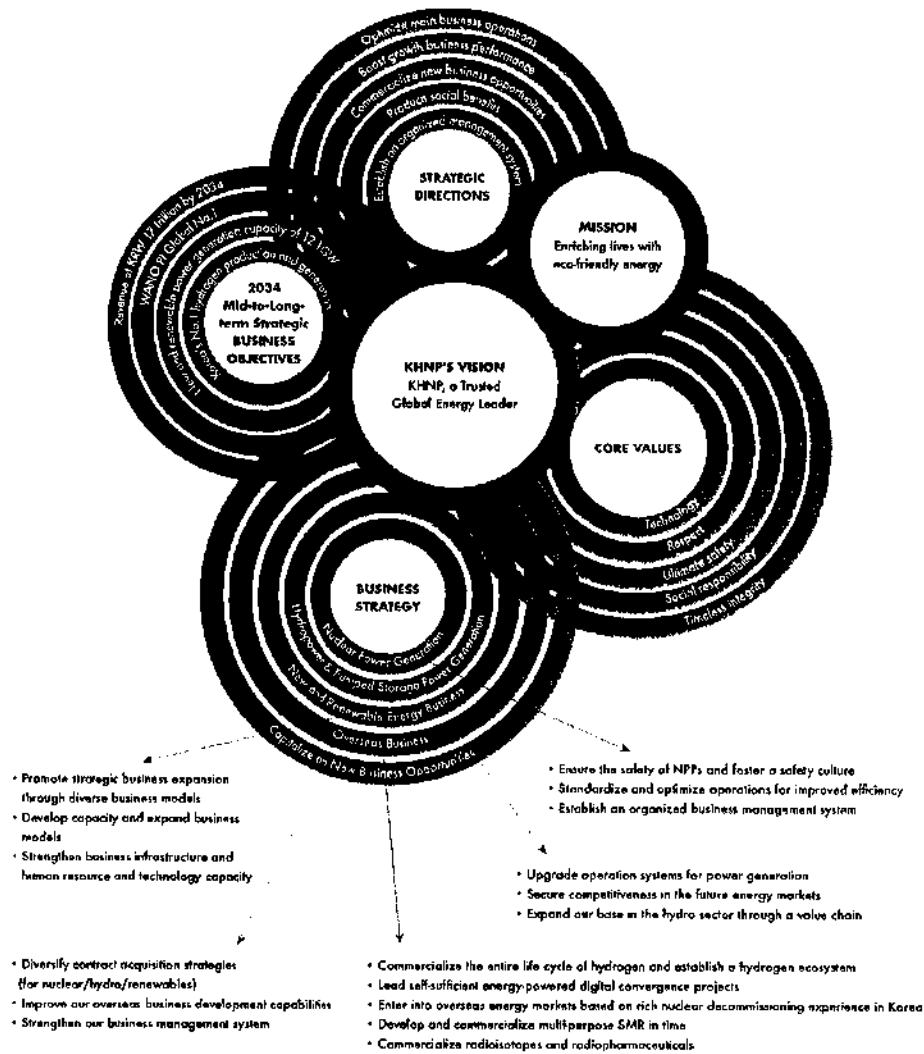 Optimize main business operations
Boost growth business performance
Commercialize new business opportunities
Product social benefits
Establish an organized management system
STRATEGIC
DIRECTIONS
MISSION
Enriching lives with
eco-friendly energy
Revenue of KRW 17 trillion by 2034
WANO PI Global No.1
New and renewable power generation capacity of 12.1GW
Korea's No.1 hydrogen production and generation
2034
Mid-to-Long-
term Strategic
BUSINESS
OBJECTIVES
KHNP'S VISION
KHNP, a Trusted
Global Energy Leader
CORE VALUES
Technology
Respect
Ultimate safety
Social responsibility
Timeless integrity
BUSINESS
STRATEGY
Nuclear Power Generation
Hydropower & Pumped Storage Power Generation
New and Renewable Energy Business
Overseas Business
Capitalize on New Business Opportunities
• Promote strategic business expansion
through diverse business models
• Develop capacity and expand business
models
• Strengthen business infrastructure and
human resource and technology capacity
• Ensure the safety of NPPs and foster a safety culture
• Standardize and optimize operations for improved efficiency
• Establish an organized business management system
• Upgrade operation systems for power generation
• Secure competitiveness in the future energy markets
• Expand our base in the hydro sector through a value chain
• Diversify contract acquisition strategies
(for nuclear/hydro/renewables)
• Improve our overseas business development capabilities
• Strengthen our business management system
• Commercialize the entire life cycle of hydrogen and establish a hydrogen ecosystem
• Lead self-sufficient energy-powered digital convergence projects
• Enter into overseas energy markets based on rich nuclear decommissioning experience in Korea
• Develop and commercialize multi-purpose SMR in time
• Commercialize radioisotopes and radiopharmaceuticals